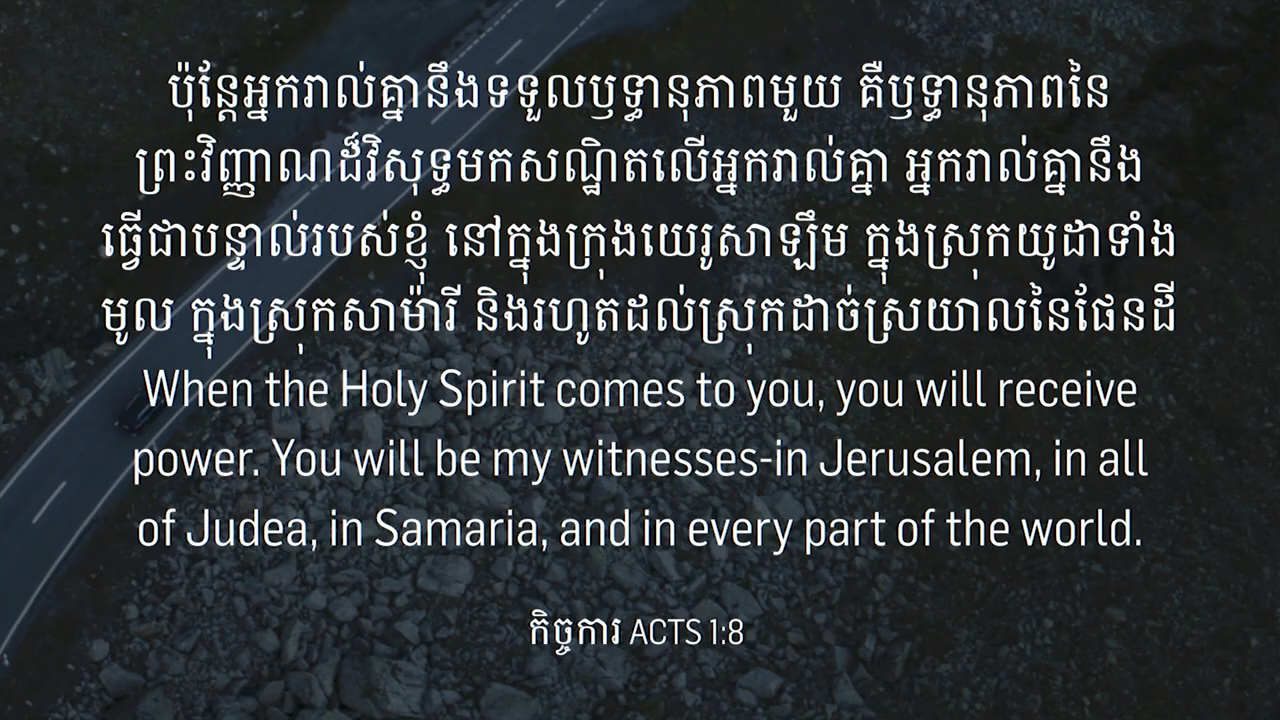 ប៉ុន្តែអ្នករាល់គ្នានឹងទទួលឫទ្ធានុភាពមួយ គឺឫទ្ធានុភាពនៃ
ព្រះវិញ្ញាណដ៏វិសុទ្ធមកសណ្ឋិតលើអ្នករាល់គ្នា អ្នករាល់គ្នានឹង
ធ្វើជាបន្ទាល់របស់ខ្ញុំ នៅក្នុងក្រុងយេរូសាឡឹម ក្នុងស្រុកយូដាទាំង
មូល ក្នុងស្រុកសាម៉ារី និងរហូតដល់ស្រុកដាច់ស្រយាលនៃផែនដី
When the Holy Spirit comes to you, you will receive
power. You will be my witnesses-in Jerusalem, in all
of Judea, in Samaria, and in every part of the world.
កិច្ចការ ACTS 1:8